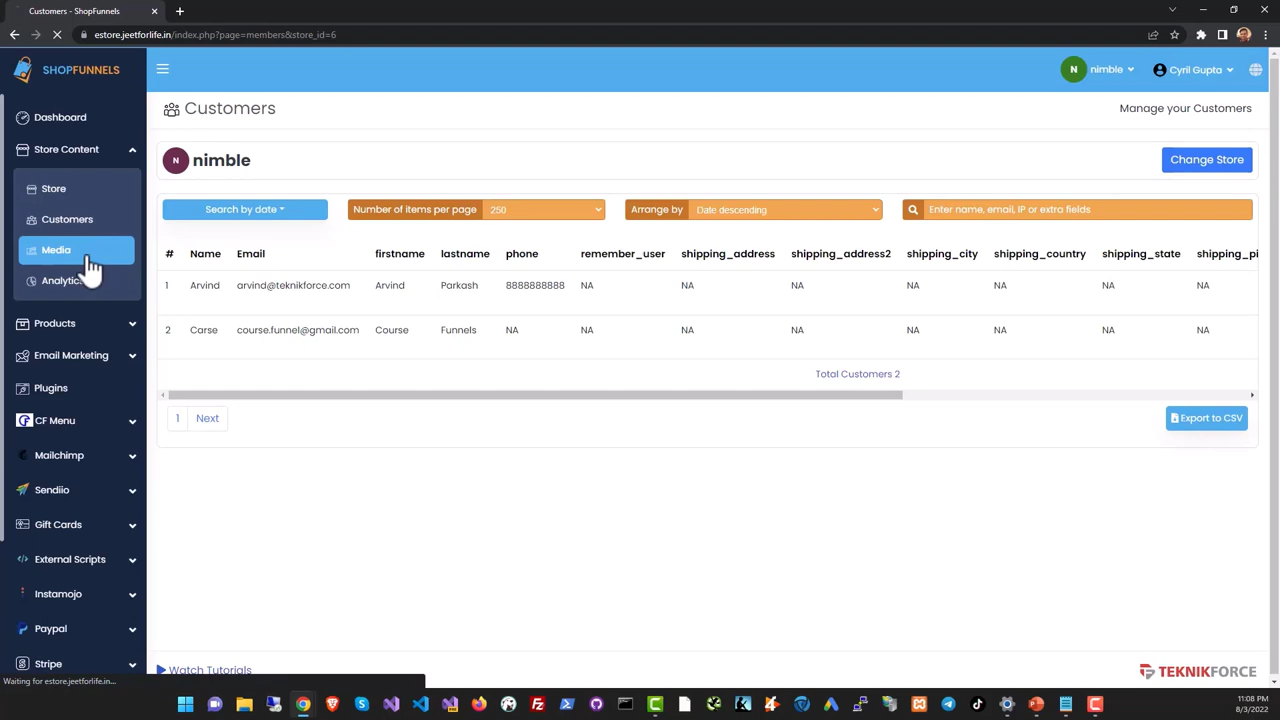 Customers - ShopFunnels
estore.jeetforlife.in/index.php?page=members&store_id=6
SHOPFUNNELS
N nimble
Cyril Gupta
Dashboard
Store Content
Store
Customers
Media
Analytics
Products
Email Marketing
Plugins
CF Menu
Mailchimp
Sendiio
Gift Cards
External Scripts
Instamojo
Paypal
Stripe
Customers
Manage your Customers
N nimble
Change Store
Search by date
Number of items per page 250
Arrange by Date descending
Enter name, email, IP or extra fields
# Name Email firstname lastname phone remember_user shipping_address shipping_address2 shipping_city shipping_country shipping_state shipping_pi
1 Arvind arvind@teknikforce.com Arvind Parkash 8888888888 NA NA NA NA NA NA NA
2 Carse course.funnel@gmail.com Course Funnels NA NA NA NA NA NA NA NA
Total Customers 2
1 Next
Export to CSV
Watch Tutorials
TEKNIKFORCE
Waiting for estore.jeetforlife.in...
11:08 PM
8/3/2022